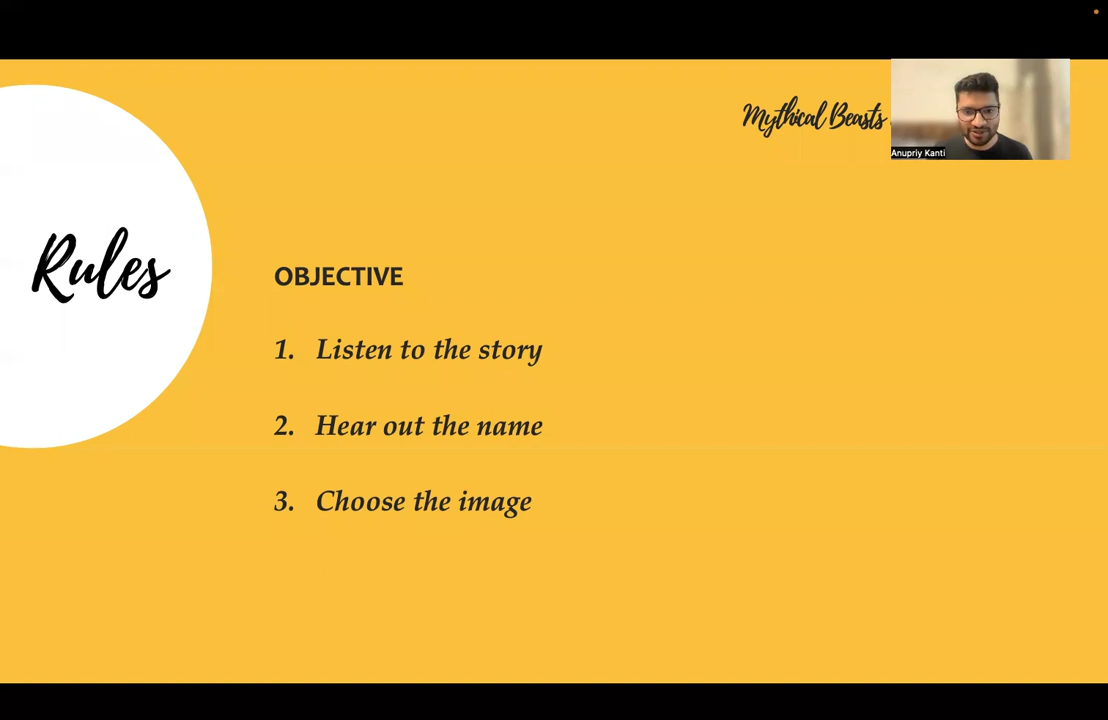 Mythical Beasts
Anupriy Kanti
Rules
OBJECTIVE
1. Listen to the story
2. Hear out the name
3. Choose the image